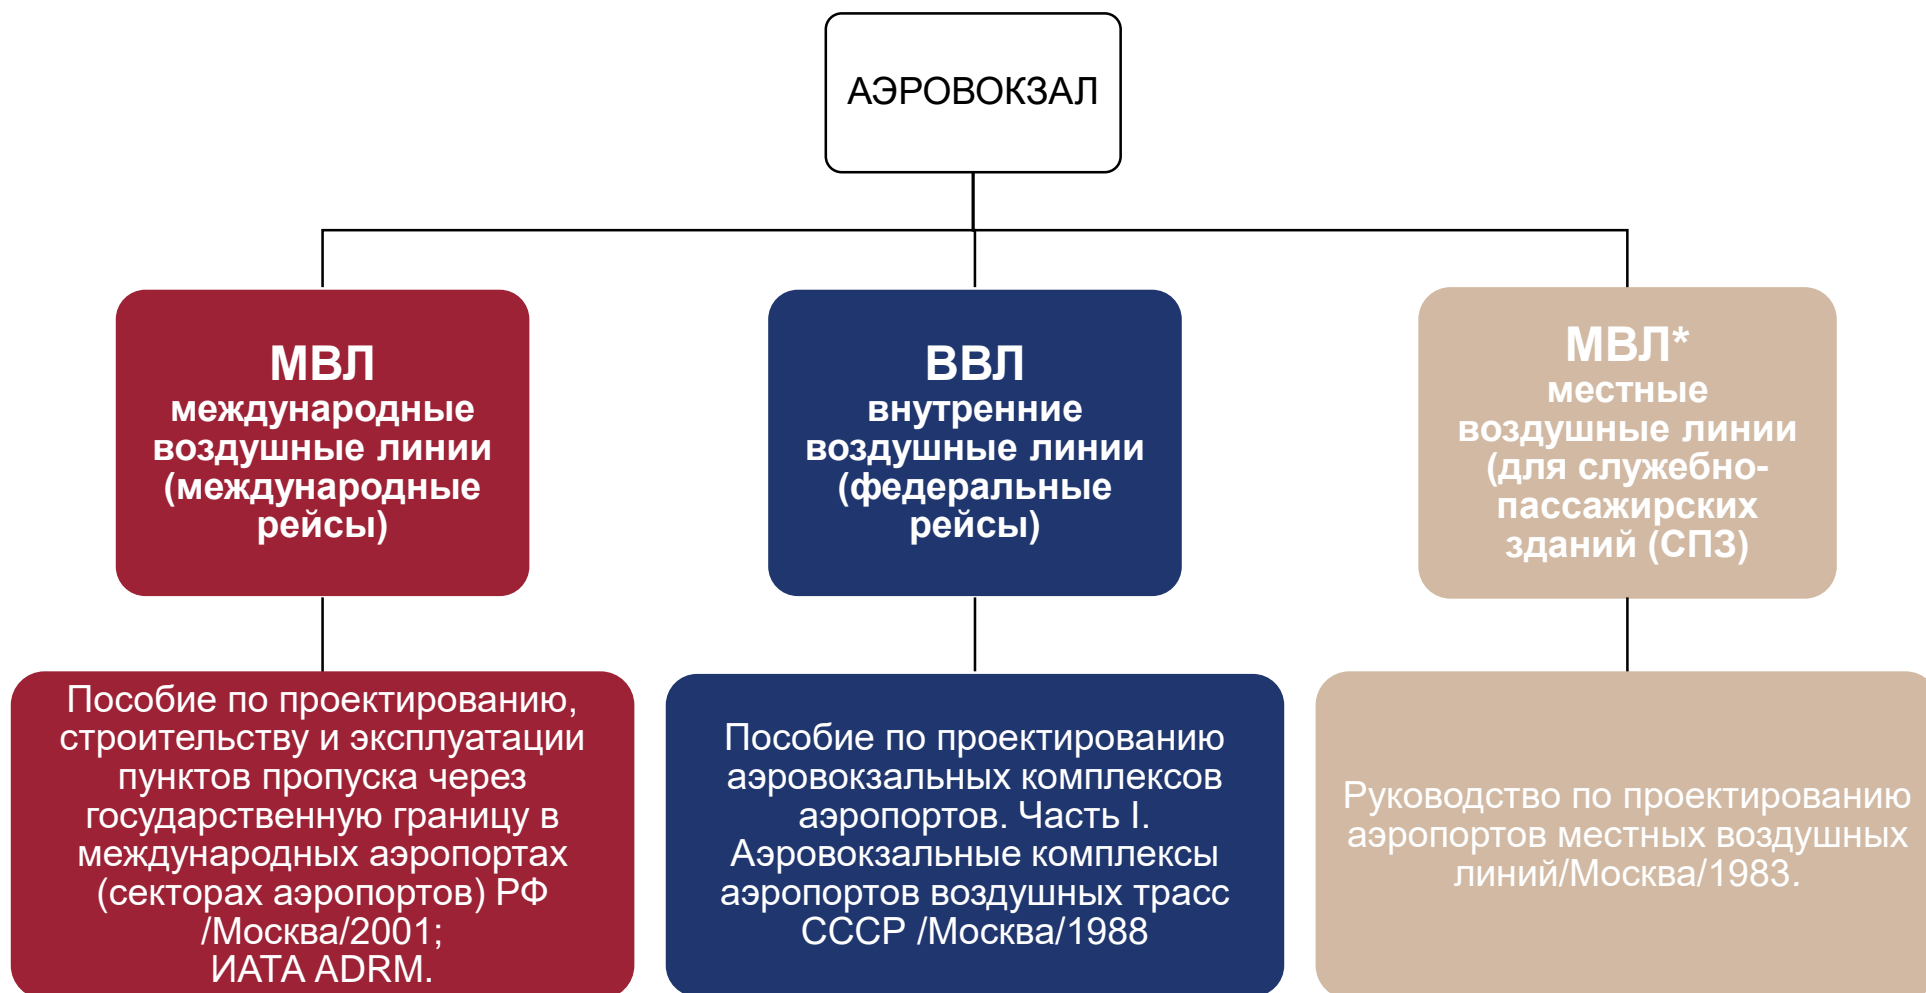 АЭРОВОКЗАЛ
МВЛ
международные
воздушные линии
(международные
рейсы)
ВВЛ
внутренние
воздушные линии
(федеральные
рейсы)
МВЛ*
местные
воздушные линии
(для служебно-
пассажирских
зданий (СПЗ)
Пособие по проектированию,
строительству и эксплуатации
пунктов пропуска через
государственную границу в
международных аэропортах
(секторах аэропортов) РФ
/Москва/2001;
ИАТА ADRM.
Пособие по проектированию
аэровокзальных комплексов
аэропортов. Часть I.
Аэровокзальные комплексы
аэропортов воздушных трасс
СССР /Москва/1988
Руководство по проектированию
аэропортов местных воздушных
линий/Москва/1983.